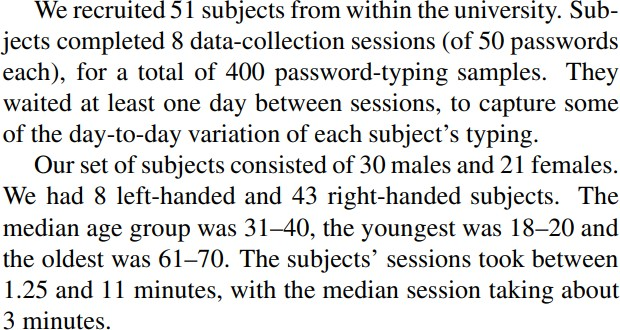 We recruited 51 subjects from within the university. Sub-
jects completed 8 data-collection sessions (of 50 passwords
each), for a total of 400 password-typing samples. They
waited at least one day between sessions, to capture some
of the day-to-day variation of each subject's typing.
Our set of subjects consisted of 30 males and 21 females.
We had 8 left-handed and 43 right-handed subjects. The
median age group was 31–40, the youngest was 18–20 and
the oldest was 61–70. The subjects' sessions took between
1.25 and 11 minutes, with the median session taking about
3 minutes.